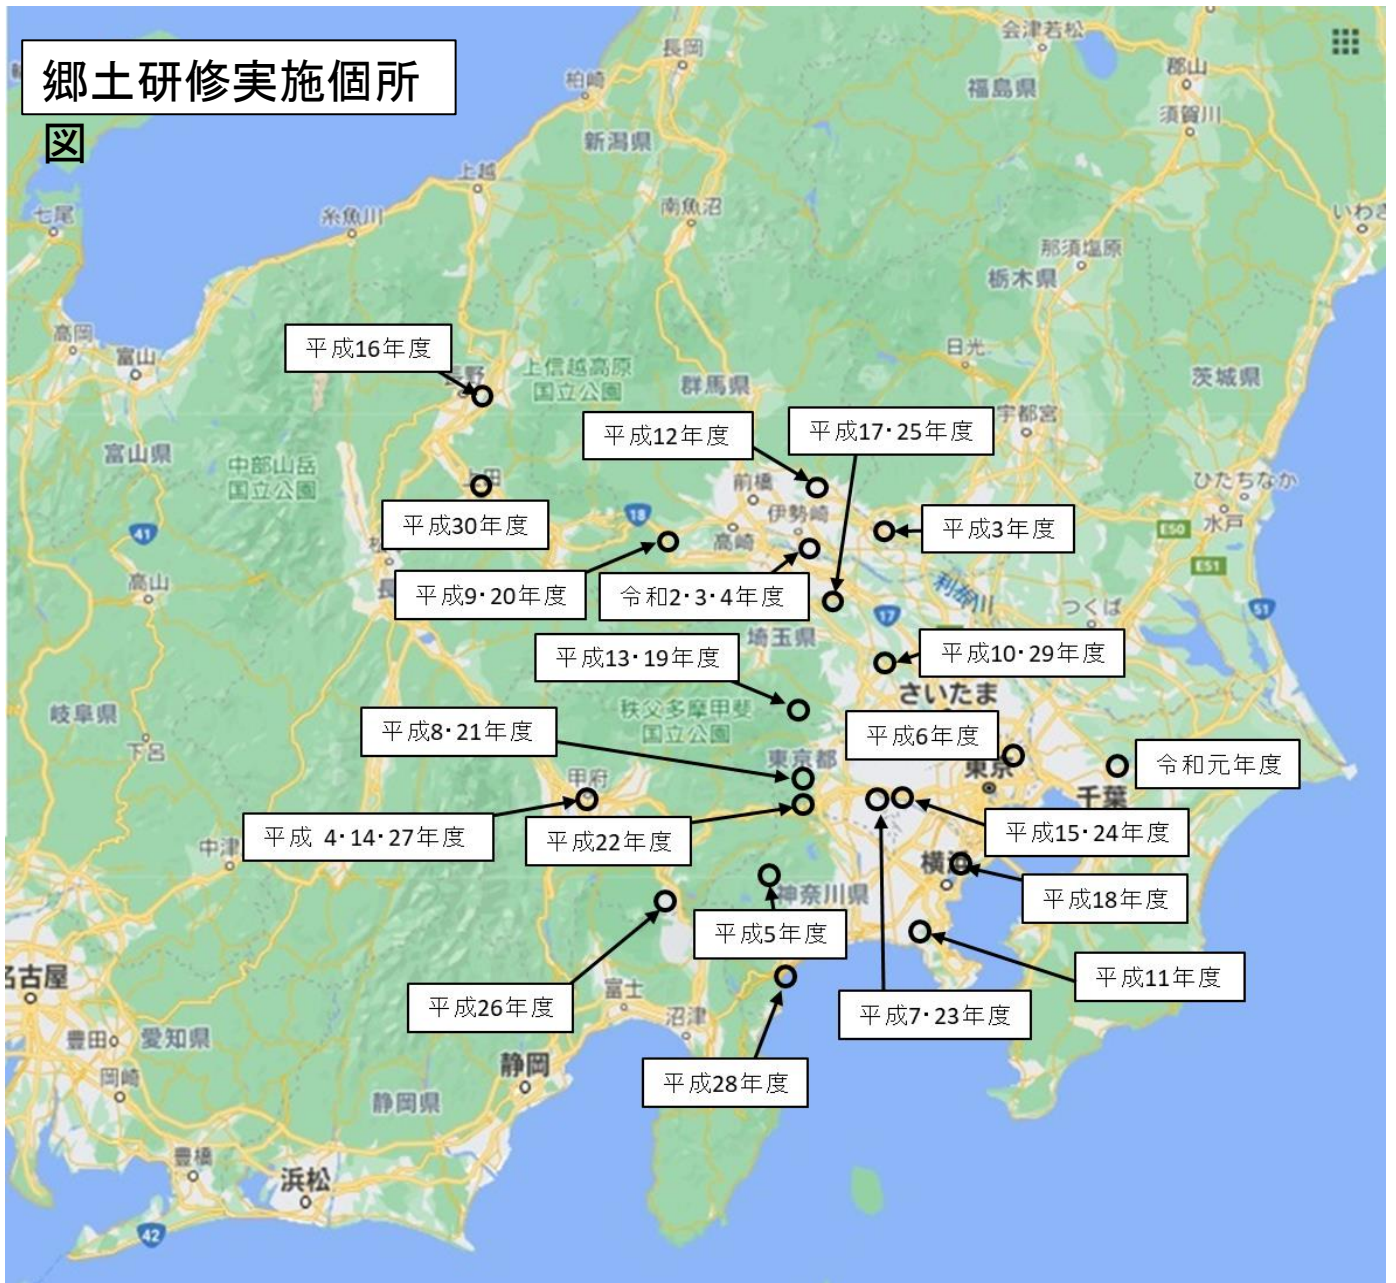 郷土研修実施個所
図
会津若松
長岡
郡山
柏崎
福島県
須賀川
新潟県
上越
七尾
糸魚川
南魚沼
いわき
那須塩原
栃木県
高岡
富山
平成16年度
日光
上信越高原
国立公園
群馬県
茨城県
平成12年度
平成17・25年度
宇都宮
富山県
中部山岳
国立公園
上田
前橋
ひたちなか
18
伊勢崎
水戸
平成30年度
高崎
平成3年度
E50
41
E51
高山
平成9・20年度
令和2・3・4年度
利根川
つくば
51
17
埼玉県
平成13・19年度
平成10・29年度
さいたま
岐阜県
秩父多摩甲斐
国立公園
平成8・21年度
平成6年度
下呂
東京都
東京
令和元年度
甲府
千葉
平成 4・14・27年度
平成22年度
平成15・24年度
中津
横浜
平成18年度
神奈川県
平成5年度
平成11年度
名古屋
平成26年度
富士
平成7・23年度
沼津
豊田
愛知県
静岡
平成28年度
岡崎
静岡県
豊橋
浜松
42